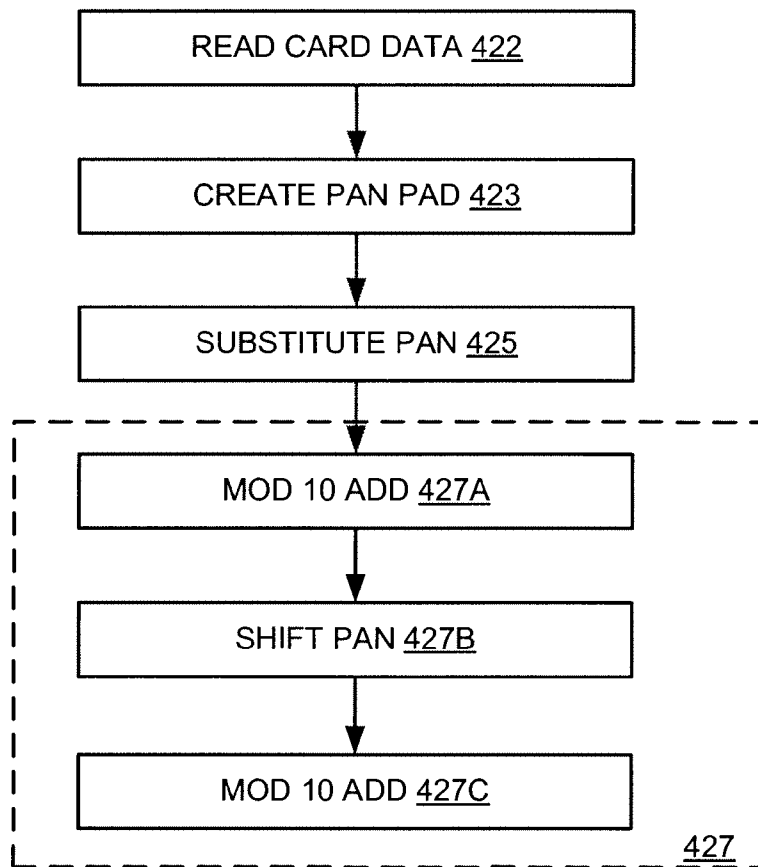 READ CARD DATA 422
CREATE PAN PAD 423
SUBSTITUTE PAN 425
MOD 10 ADD 427A
SHIFT PAN 427B
MOD 10 ADD 427C
427